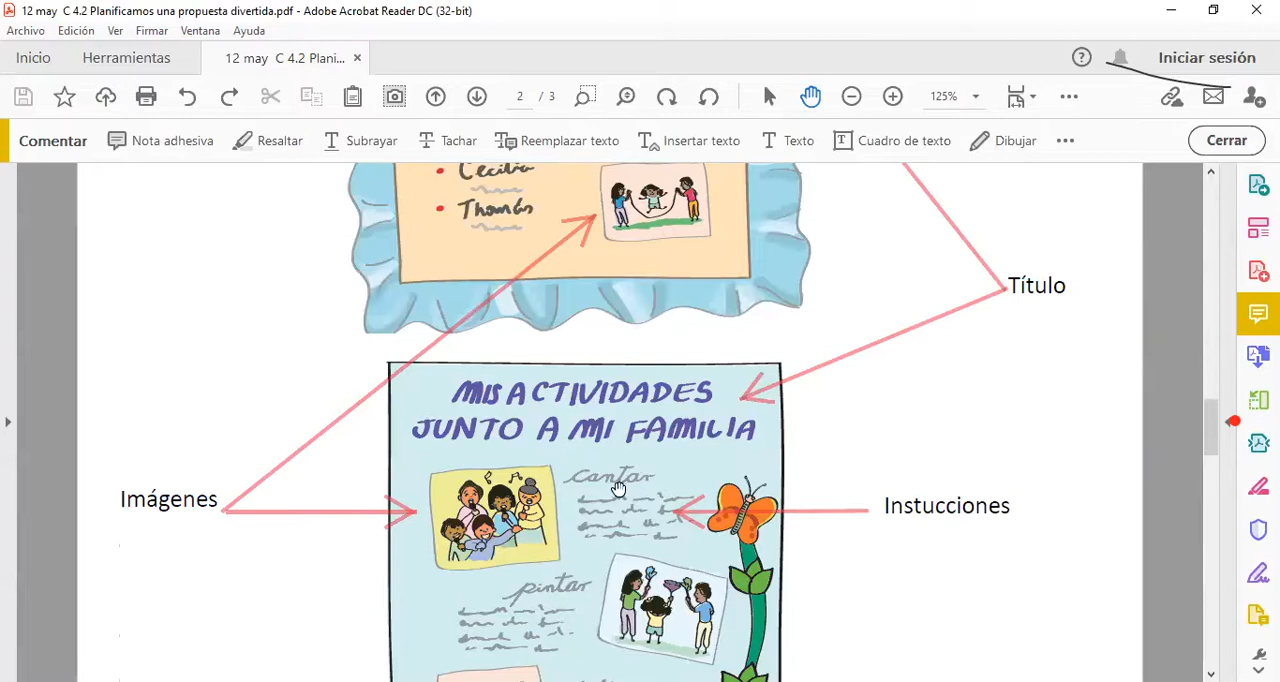 12 may  C 4.2 Planificamos una propuesta divertida.pdf - Adobe Acrobat Reader DC (32-bit)
Archivo Edición Ver Firmar Ventana Ayuda
Inicio Herramientas 12 may  C 4.2 Plani... × Iniciar sesión
2 / 3 125%
Comentar Nota adhesiva Resaltar Subrayar Tachar Reemplazar texto Insertar texto Texto Cuadro de texto Dibujar Cerrar
Cecilia
Thomás
Título
MIS ACTIVIDADES
JUNTO A MI FAMILIA
cantar
Imágenes
Instucciones
pintar